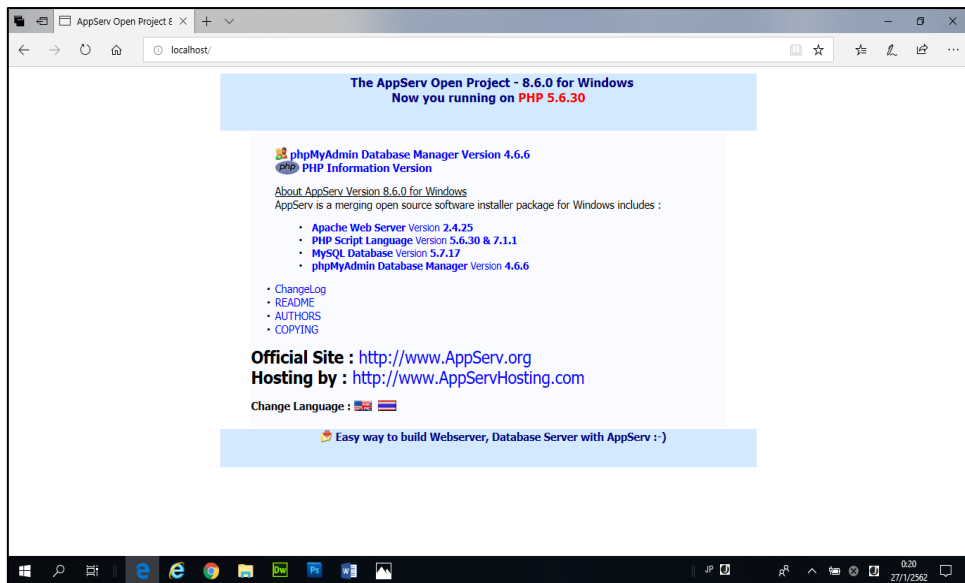 AppServ Open Project 8
localhost/
The AppServ Open Project - 8.6.0 for Windows
Now you running on PHP 5.6.30
phpMyAdmin Database Manager Version 4.6.6
php PHP Information Version
About AppServ Version 8.6.0 for Windows
AppServ is a merging open source software installer package for Windows includes :
• Apache Web Server Version 2.4.25
• PHP Script Language Version 5.6.30 & 7.1.1
• MySQL Database Version 5.7.17
• phpMyAdmin Database Manager Version 4.6.6
• ChangeLog
• README
• AUTHORS
• COPYING
Official Site : http://www.AppServ.org
Hosting by : http://www.AppServHosting.com
Change Language :
Easy way to build Webserver, Database Server with AppServ :-)
Dw Ps JP J J 0:20
27/1/2562